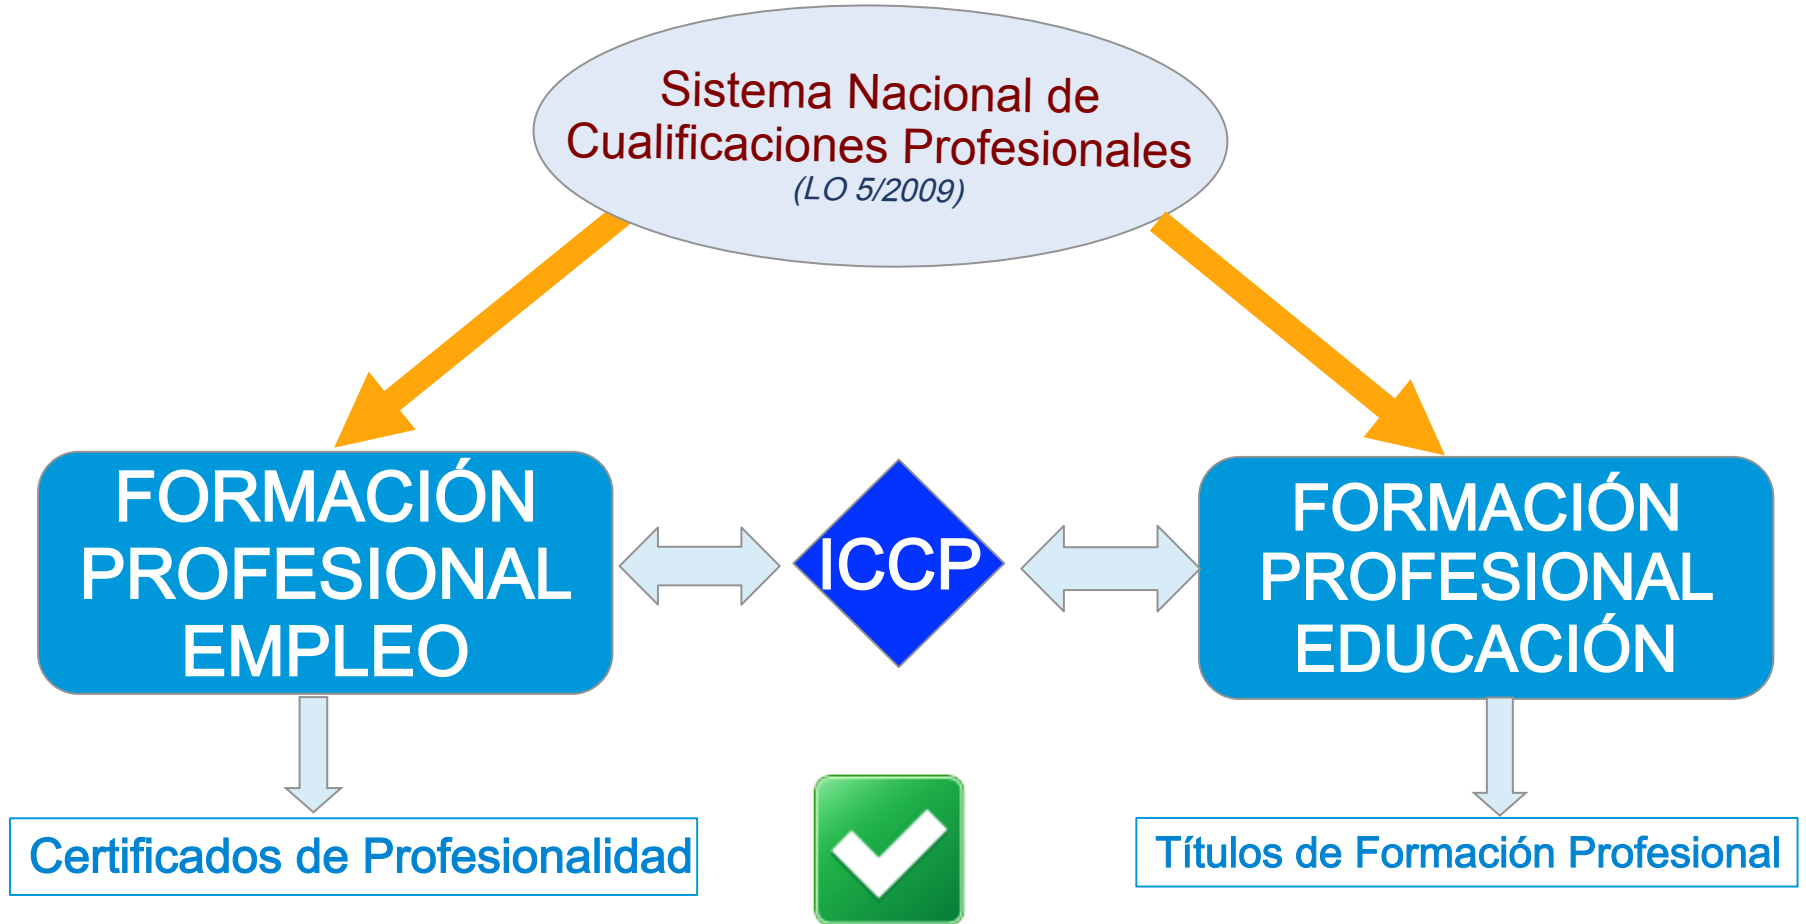 Sistema Nacional de
Cualificaciones Profesionales
(LO 5/2009)
FORMACIÓN
PROFESIONAL
EMPLEO
ICCP
FORMACIÓN
PROFESIONAL
EDUCACIÓN
Certificados de Profesionalidad
Títulos de Formación Profesional